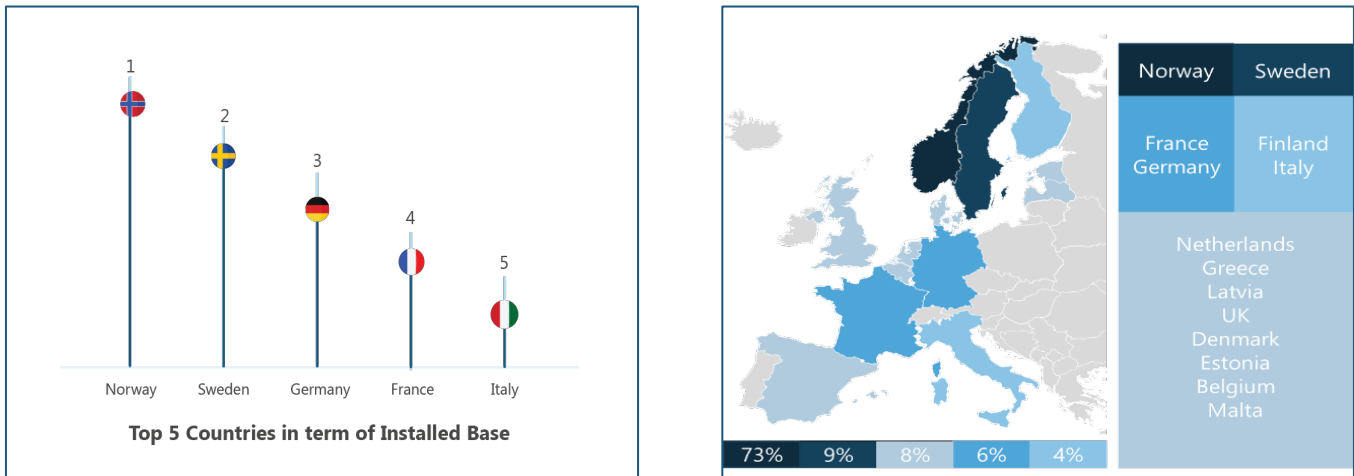 1
2
3
4
5
Norway Sweden Germany France Italy
Top 5 Countries in term of Installed Base
Norway Sweden
France Finland
Germany Italy
Netherlands
Greece
Latvia
UK
Denmark
Estonia
Belgium
Malta
73% 9% 8% 6% 4%